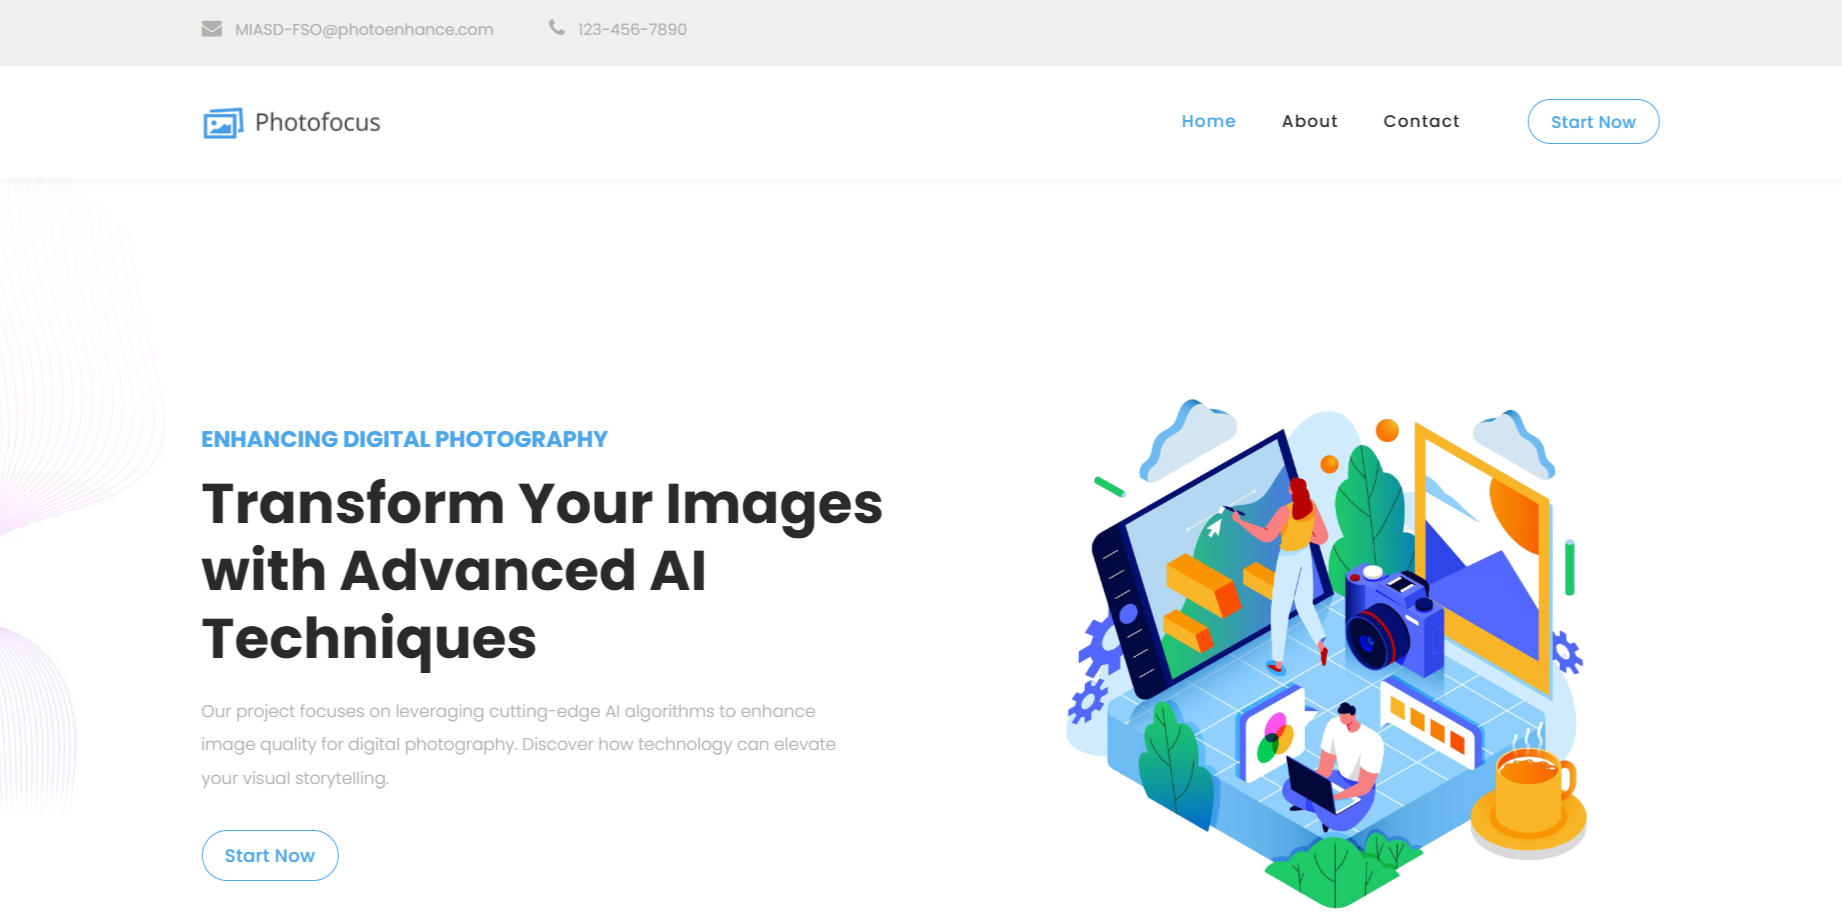 MIASD-FSO@photoenhance.com 123-456-7890
Photofocus Home About Contact Start Now
ENHANCING DIGITAL PHOTOGRAPHY
Transform Your Images
with Advanced AI
Techniques
Our project focuses on leveraging cutting-edge AI algorithms to enhance
image quality for digital photography. Discover how technology can elevate
your visual storytelling.
Start Now